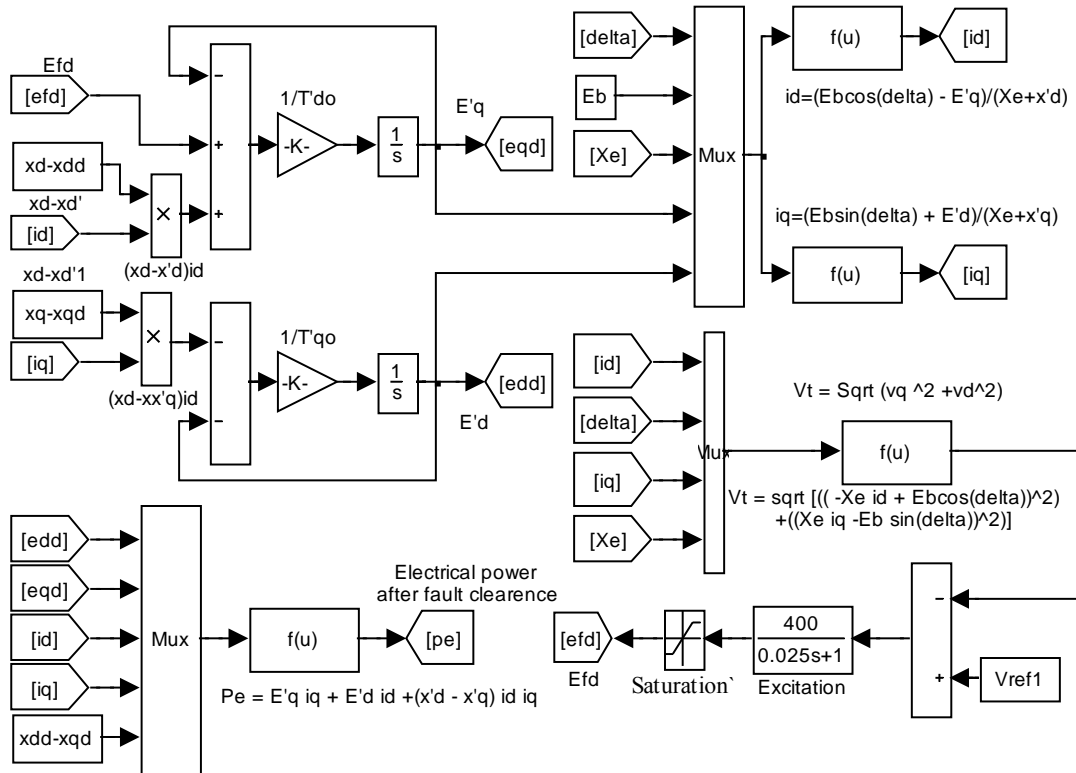 Efd
[efd]
xd-xdd
xd-xd'
[id]
×
(xd-x'd)id
−
+
+
1/T'do
-K-
1
s
E'q
[eqd]
[delta]
Eb
[Xe]
Mux
f(u)
[id]
id=(Ebcos(delta) - E'q)/(Xe+x'd)
iq=(Ebsin(delta) + E'd)/(Xe+x'q)
f(u)
[iq]
xd-xd'1
xq-xqd
[iq]
×
(xd-xx'q)id
−
−
1/T'qo
-K-
1
s
[edd]
E'd
[id]
[delta]
[iq]
[Xe]
Mux
Vt = Sqrt (vq ^2 +vd^2)
f(u)
Vt = sqrt [(( -Xe id + Ebcos(delta))^2)
+((Xe iq -Eb sin(delta))^2)]
[edd]
[eqd]
[id]
[iq]
xdd-xqd
Mux
f(u)
Electrical power
after fault clearence
[pe]
Pe = E'q iq + E'd id +(x'd - x'q) id iq
[efd]
Efd
Saturation`
400
0.025s+1
Excitation
−
+
Vref1